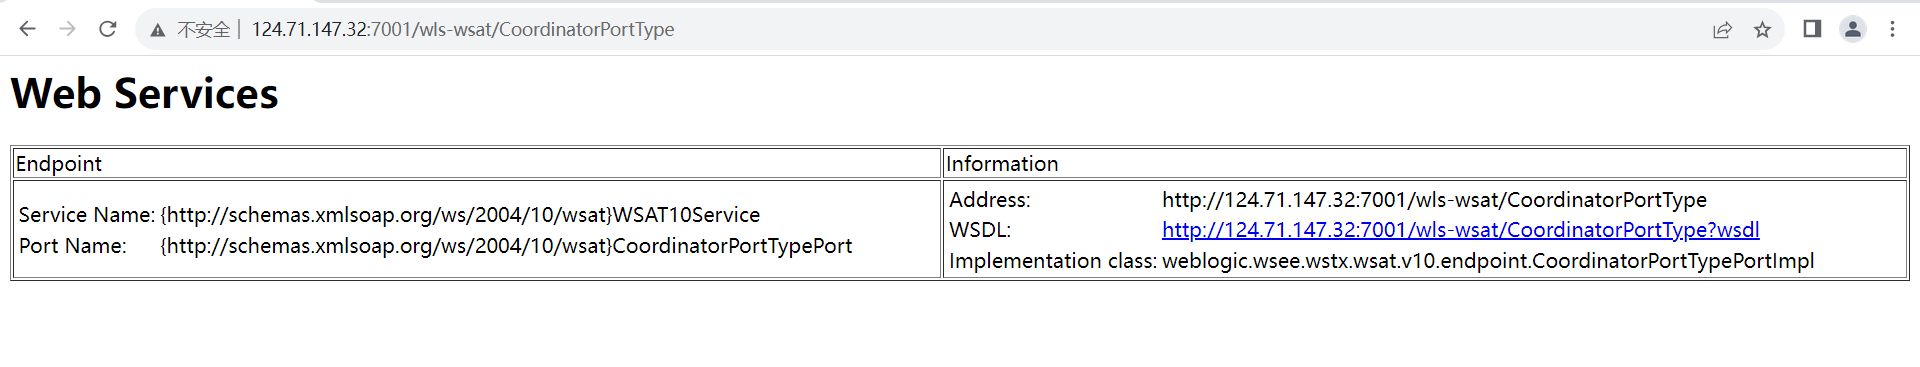 不安全 | 124.71.147.32:7001/wls-wsat/CoordinatorPortType
Web Services
Endpoint Information
Service Name: {http://schemas.xmlsoap.org/ws/2004/10/wsat}WSAT10Service
Port Name: {http://schemas.xmlsoap.org/ws/2004/10/wsat}CoordinatorPortTypePort
Address: http://124.71.147.32:7001/wls-wsat/CoordinatorPortType
WSDL: http://124.71.147.32:7001/wls-wsat/CoordinatorPortType?wsdl
Implementation class: weblogic.wsee.wstx.wsat.v10.endpoint.CoordinatorPortTypePortImpl